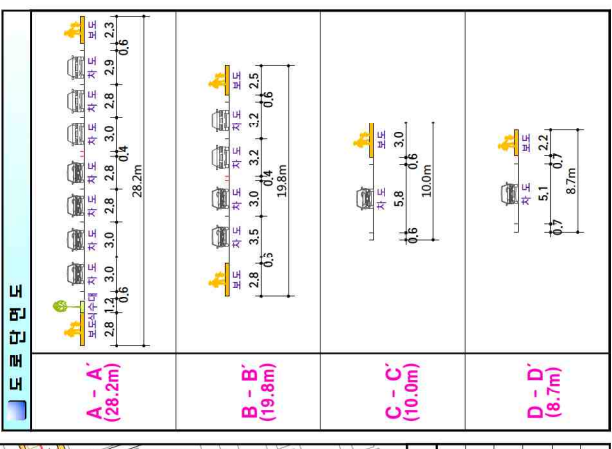 도로단면도
A - A´
(28.2m)
보도 식수대 차도 차도 차도 차도 차도 차도 차도 보도
2.8 1.2 0.6 3.0 3.0 2.8 2.8 0.4 3.0 2.8 2.9 0.6 2.3
28.2m
B - B´
(19.8m)
보도 차도 차도 차도 차도 보도
2.8 0.6 3.5 3.0 0.4 3.2 3.2 0.6 2.5
19.8m
C - C´
(10.0m)
차도 보도
0.6 5.8 0.6 3.0
10.0m
D - D´
(8.7m)
차도 보도
0.7 5.1 0.7 2.2
8.7m